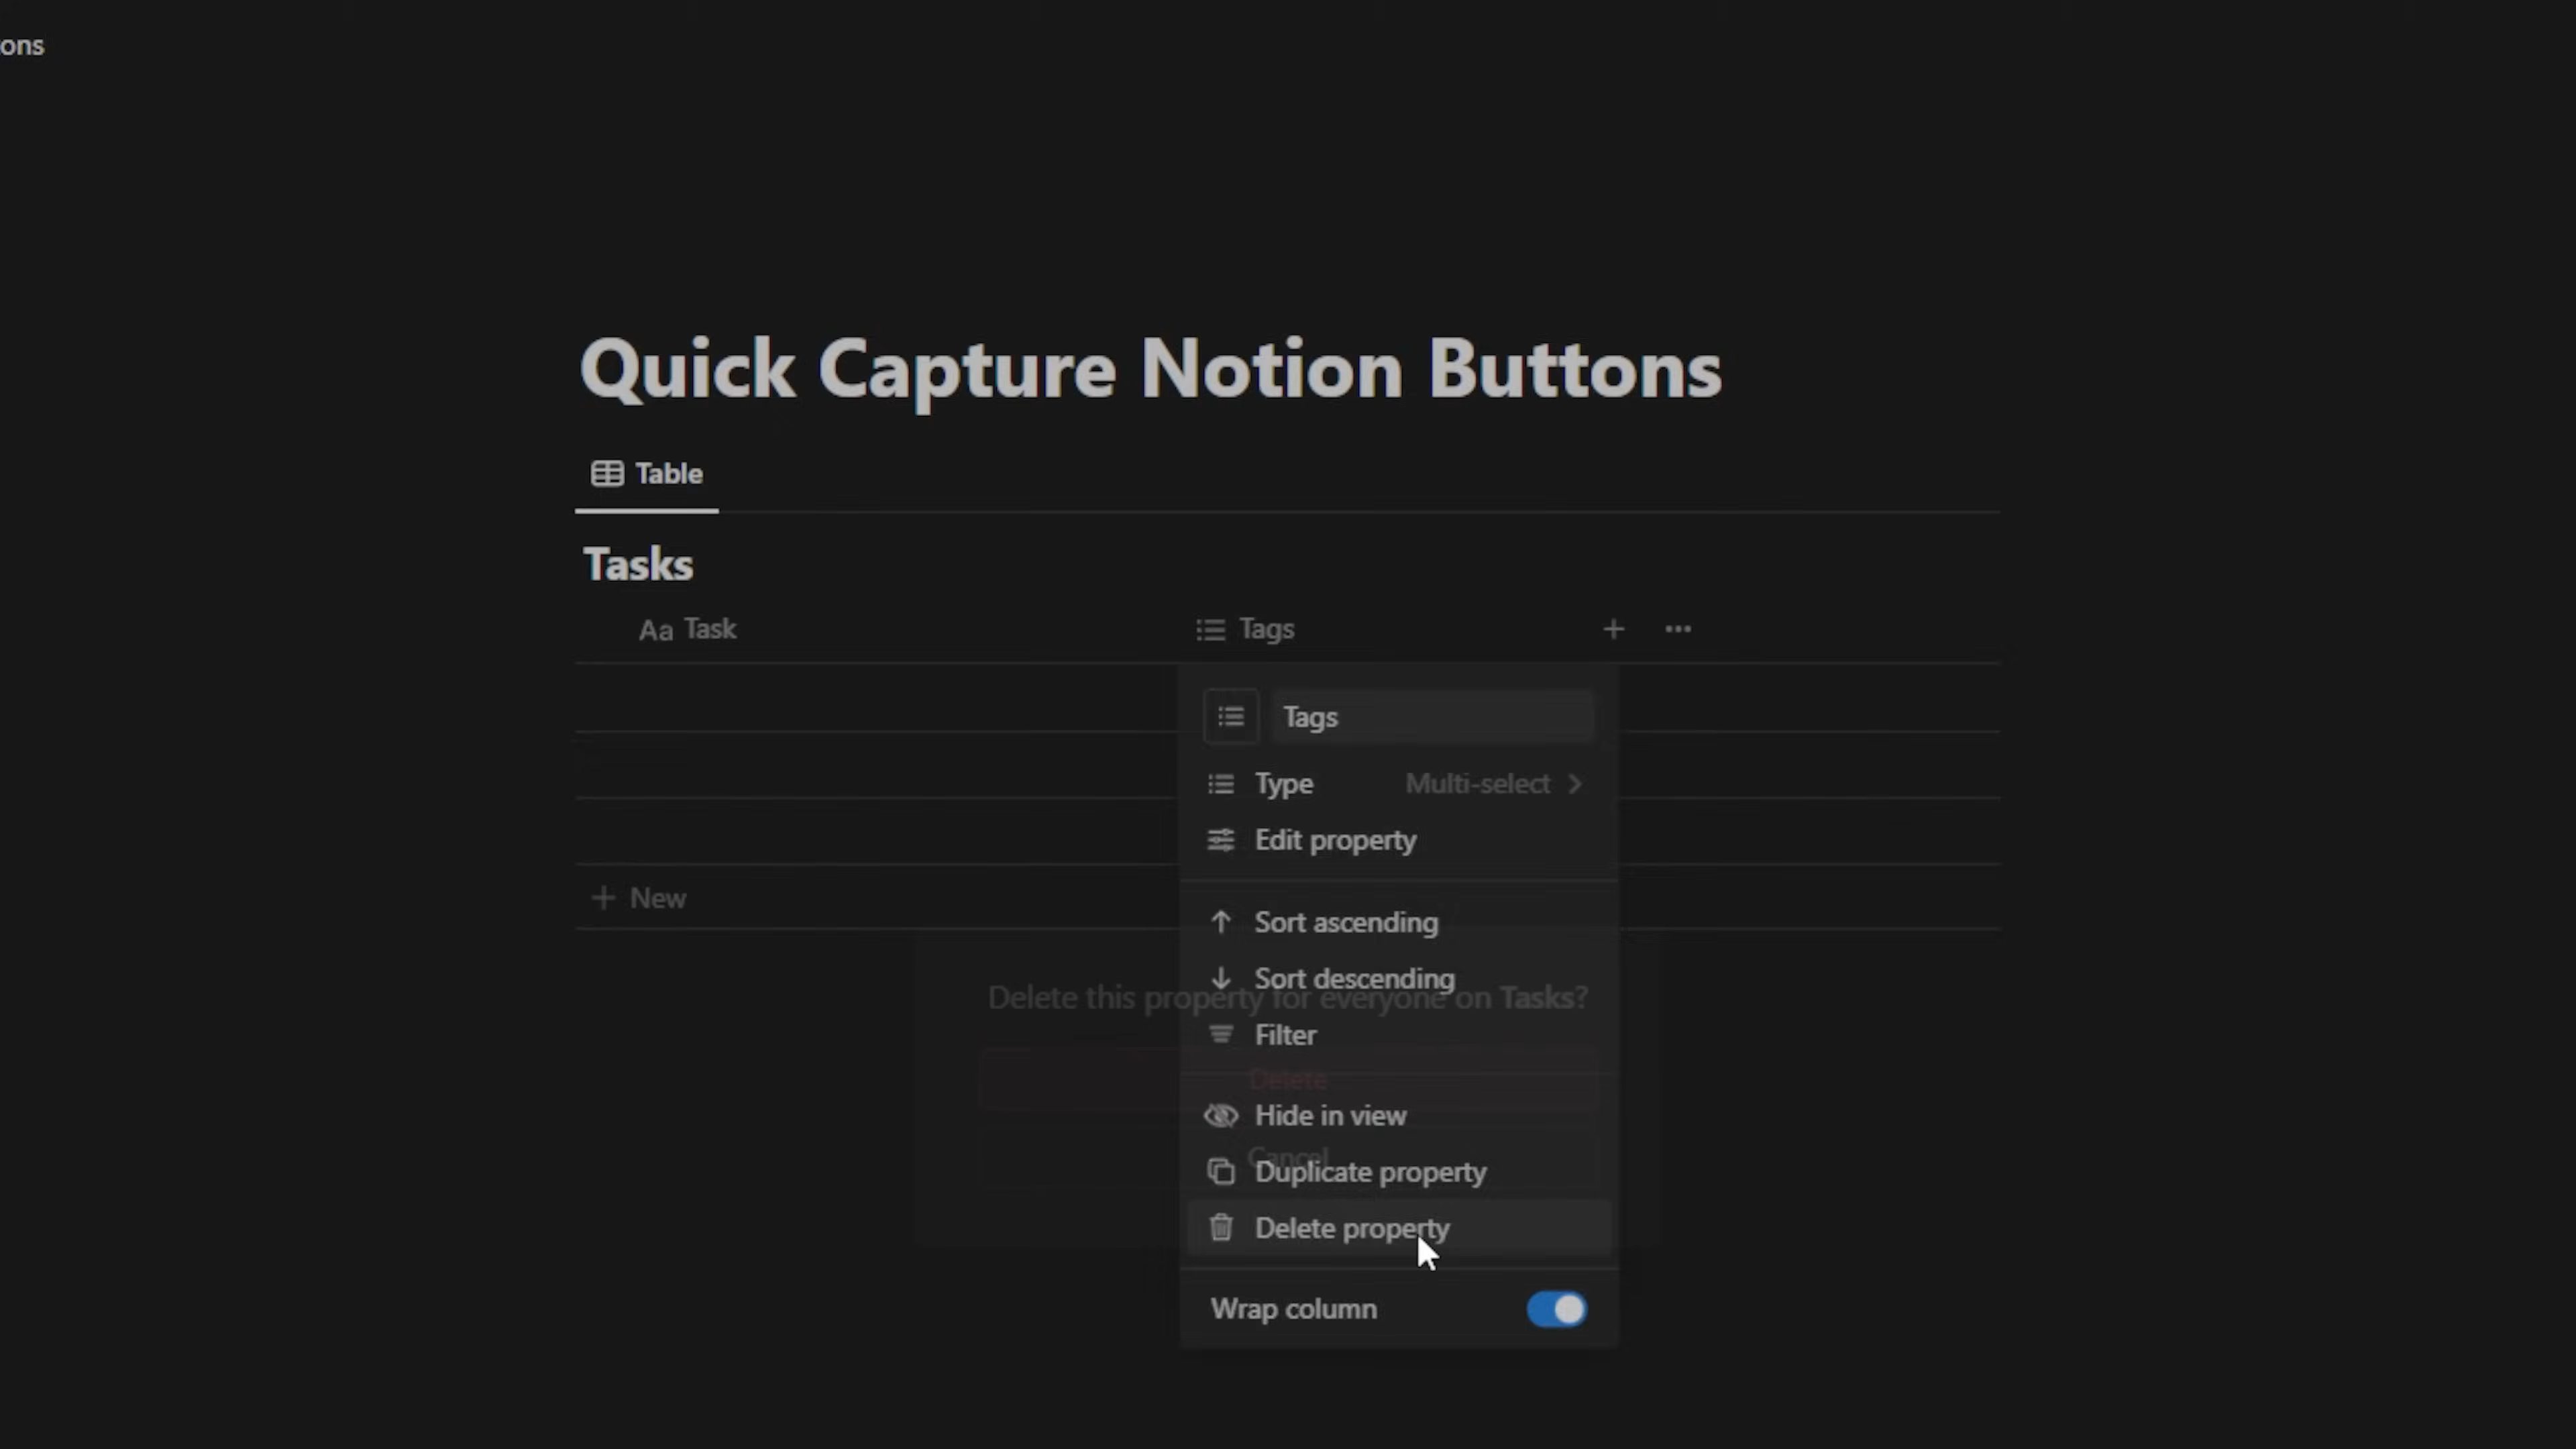 ons
Quick Capture Notion Buttons
Table
Tasks
Aa Task
Tags
Tags
Type Multi-select
Edit property
New
Sort ascending
Sort descending
Delete this property for everyone on Tasks?
Filter
Delete
Hide in view
Cancel
Duplicate property
Delete property
Wrap column